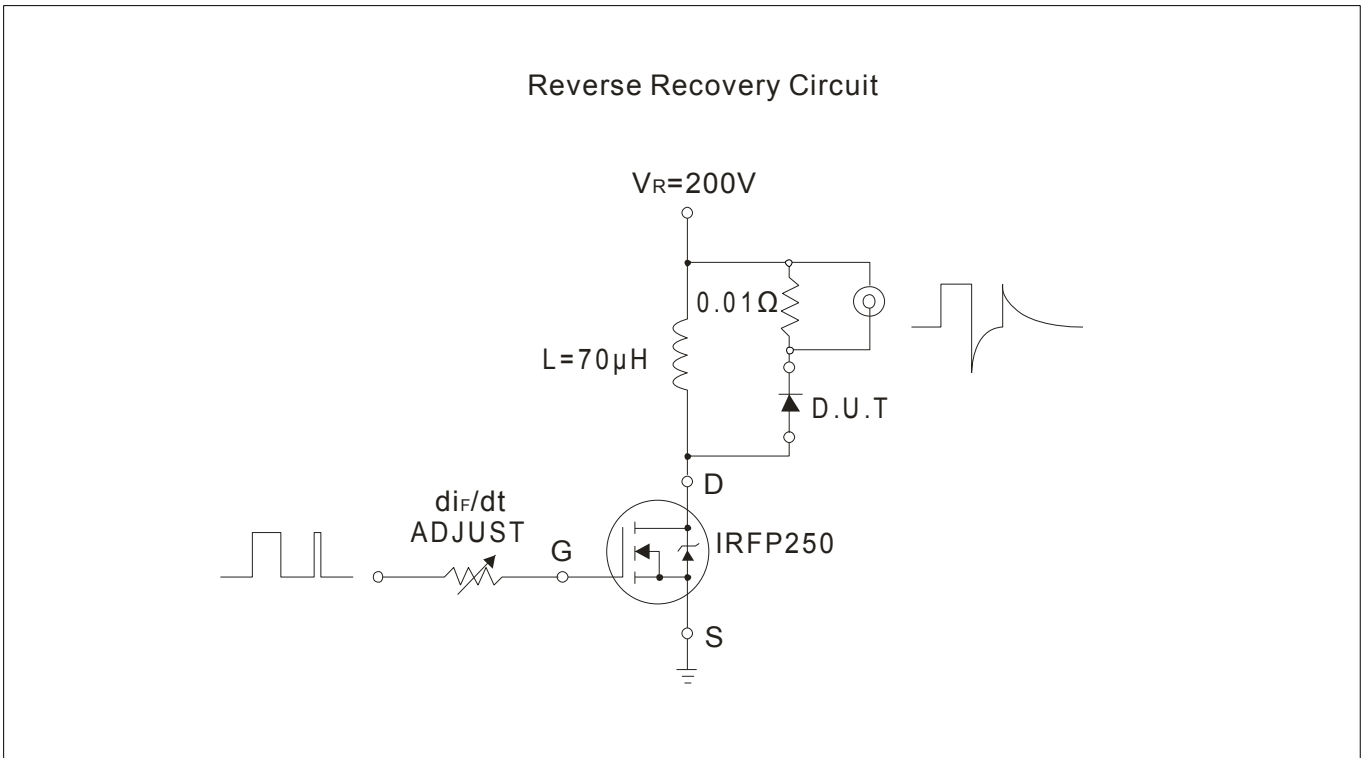 Reverse Recovery Circuit
VR=200V
0.01Ω
L=70μH
D.U.T
D
diF/dt
ADJUST
G
IRFP250
S